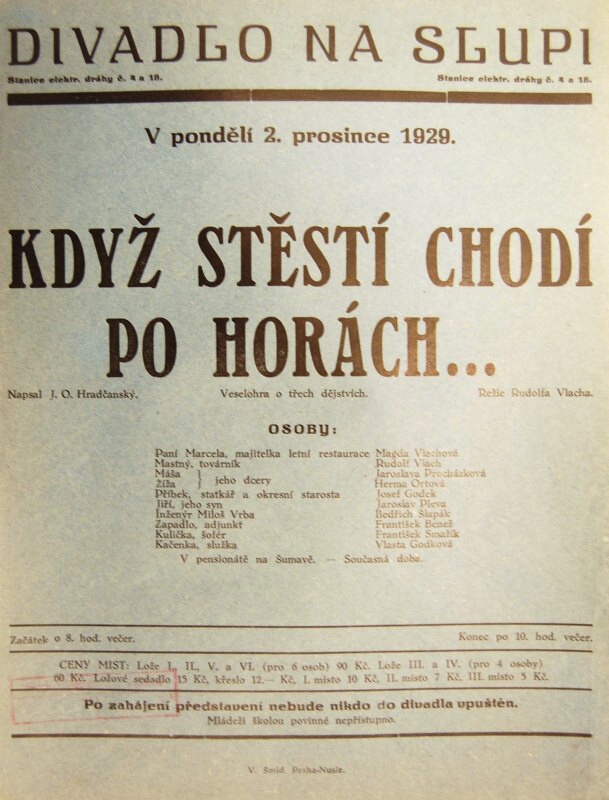 DIVADLO NA SLUPI
Stanice elektr. dráhy č. 4 a 18. Stanice elektr. dráhy č. 4 a 18.
V pondělí 2. prosince 1929.
KDYŽ STĚSTÍ CHODÍ
PO HORÁCH...
Napsal J. O. Hradčanský. Veselohra o třech dějstvích. Režie Rudolfa Vlacha.
OSOBY:
Paní Marcela, majitelka letní restaurace Magda Vlachová
Mastný, továrník Rudolf Vlach
Máša } jeho dcery Jaroslava Procházková
Žiža } Herma Ortová
Příbek, statkář a okresní starosta Josef Godek
Jiří, jeho syn Jaroslav Pleva
Inženýr Miloš Vrba Bedřich Slapák
Zapadlo, adjunkt František Beneš
Kulička, šofér František Smažík
Kačenka, služka Vlasta Godková
V pensionátě na Šumavě. — Současná doba.
Začátek o 8. hod. večer. Konec po 10. hod. večer.
CENY MIST: Lože I., II., V. a VI. (pro 6 osob) 90 Kč. Lože III. a IV. (pro 4 osoby)
60 Kč. Ložové sedadlo 15 Kč, křeslo 12.— Kč, I. místo 10 Kč, II. místo 7 Kč, III. místo 5 Kč.
Po zahájení představení nebude nikdo do divadla vpuštěn.
Mládeži školou povinné nepřístupno.
V. Šmíd, Praha-Nusle.